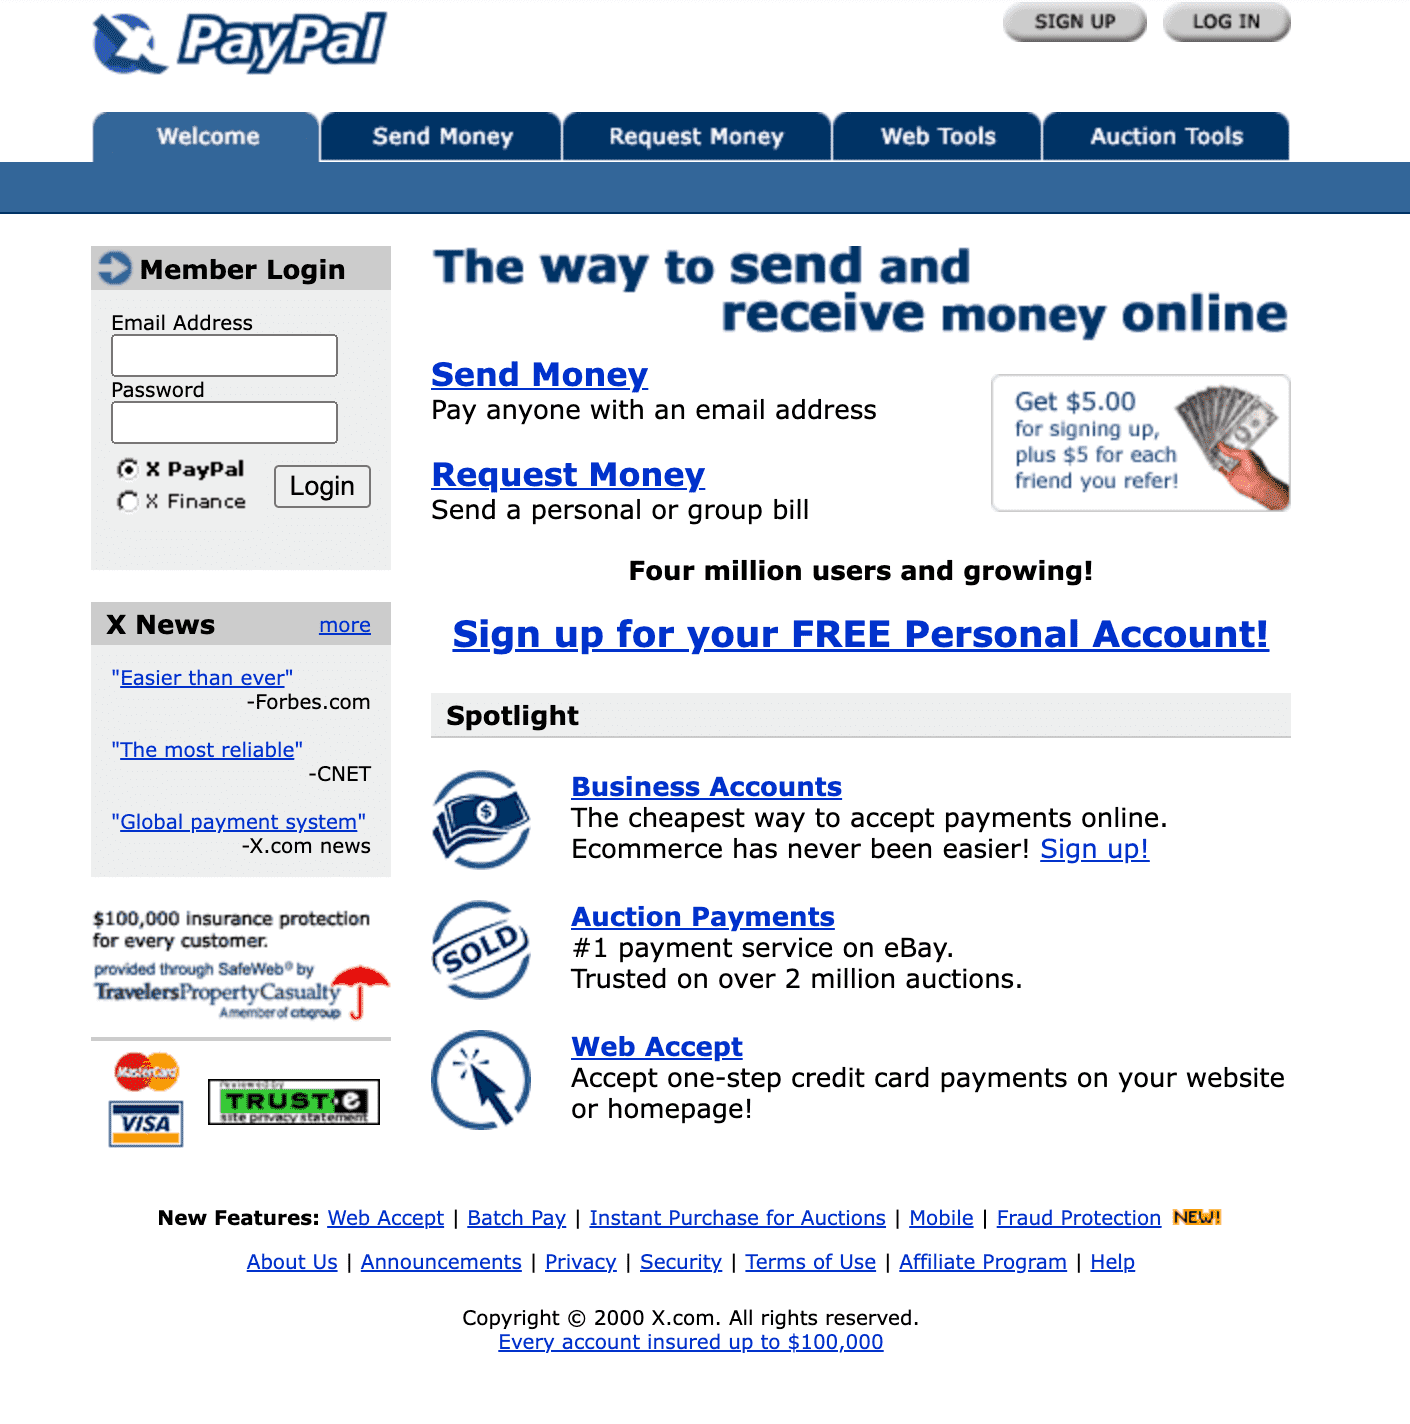 PayPal
SIGN UP
LOG IN
Welcome
Send Money
Request Money
Web Tools
Auction Tools
Member Login
Email Address
Password
X PayPal
X Finance
Login
X News
more
"Easier than ever"
-Forbes.com
"The most reliable"
-CNET
"Global payment system"
-X.com news
$100,000 insurance protection
for every customer.
provided through SafeWeb® by
TravelersPropertyCasualty
A member of citigroup
MasterCard
VISA
reviewed by
TRUST·e
site privacy statement
The way to send and
receive money online
Send Money
Pay anyone with an email address
Request Money
Send a personal or group bill
Get $5.00
for signing up,
plus $5 for each
friend you refer!
Four million users and growing!
Sign up for your FREE Personal Account!
Spotlight
Business Accounts
The cheapest way to accept payments online.
Ecommerce has never been easier! Sign up!
SOLD
Auction Payments
#1 payment service on eBay.
Trusted on over 2 million auctions.
Web Accept
Accept one-step credit card payments on your website
or homepage!
New Features: Web Accept | Batch Pay | Instant Purchase for Auctions | Mobile | Fraud Protection NEW!
About Us | Announcements | Privacy | Security | Terms of Use | Affiliate Program | Help
Copyright © 2000 X.com. All rights reserved.
Every account insured up to $100,000